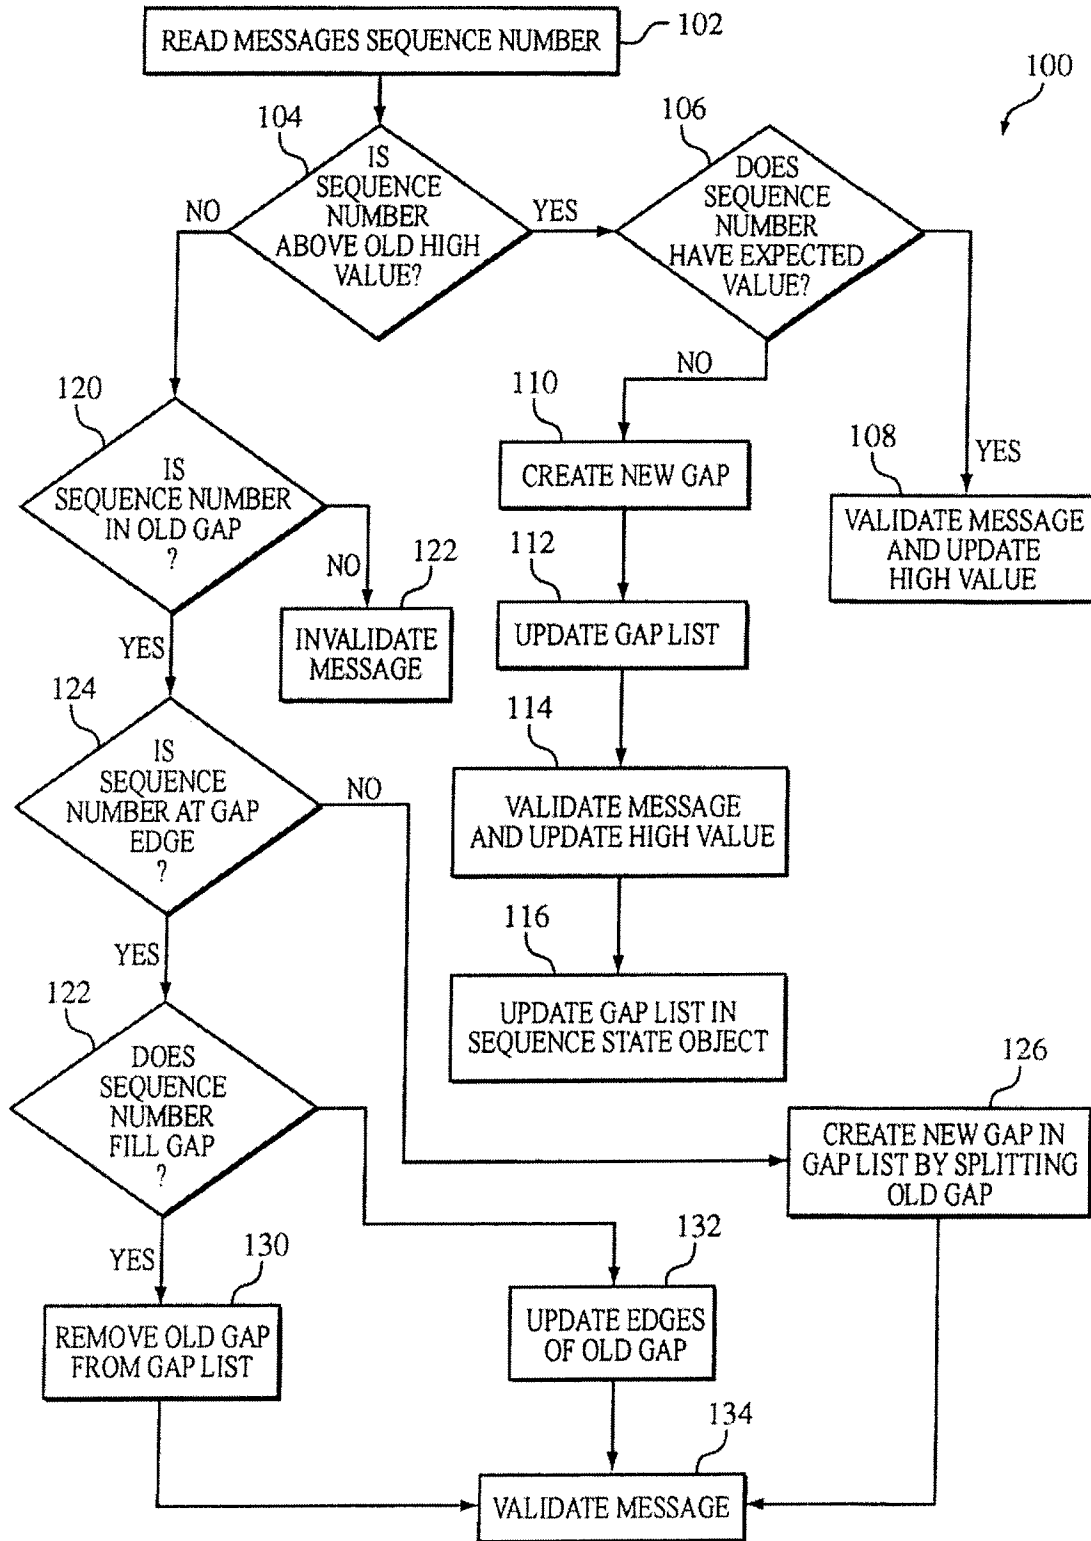 READ MESSAGES SEQUENCE NUMBER
102
100
104
IS
SEQUENCE
NUMBER
ABOVE OLD HIGH
VALUE?
NO
YES
106
DOES
SEQUENCE
NUMBER
HAVE EXPECTED
VALUE?
NO
YES
108
VALIDATE MESSAGE
AND UPDATE
HIGH VALUE
110
CREATE NEW GAP
112
UPDATE GAP LIST
114
VALIDATE MESSAGE
AND UPDATE HIGH VALUE
116
UPDATE GAP LIST IN
SEQUENCE STATE OBJECT
120
IS
SEQUENCE NUMBER
IN OLD GAP
?
NO
122
INVALIDATE
MESSAGE
YES
124
IS
SEQUENCE
NUMBER AT GAP
EDGE
?
NO
YES
126
CREATE NEW GAP IN
GAP LIST BY SPLITTING
OLD GAP
122
DOES
SEQUENCE
NUMBER
FILL GAP
?
YES
130
REMOVE OLD GAP
FROM GAP LIST
132
UPDATE EDGES
OF OLD GAP
134
VALIDATE MESSAGE